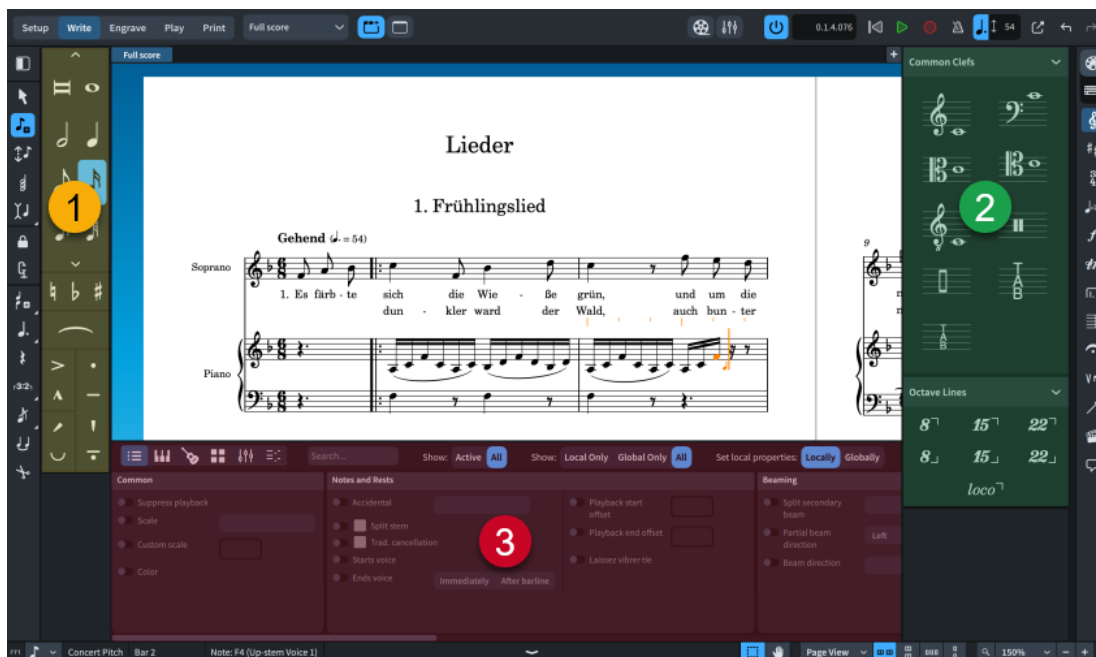 Setup Write Engrave Play Print Full score 0.1.4.076 54
Full score
Common Clefs
Lieder
1
2
1. Frühlingslied
Gehend (♩. = 54)
9
Soprano
1. Es färb - te sich die Wie - ße grün, und um die
dun - kler ward der Wald, auch bun - ter
Piano
Octave Lines
8 15 22
8 15 22
loco
Search... Show: Active All Show: Local Only Global Only All Set local properties: Locally Globally
Common Notes and Rests Beaming
Suppress playback Accidental Playback start offset Split secondary beam
Scale Split stem
3
Custom scale Trad. cancellation Playback end offset Partial beam direction Left
Starts voice Laissez vibrer tie Beam direction
Color Ends voice Immediately After barline
Concert Pitch Bar 2 Note: F4 (Up-stem Voice 1) Page View 150%